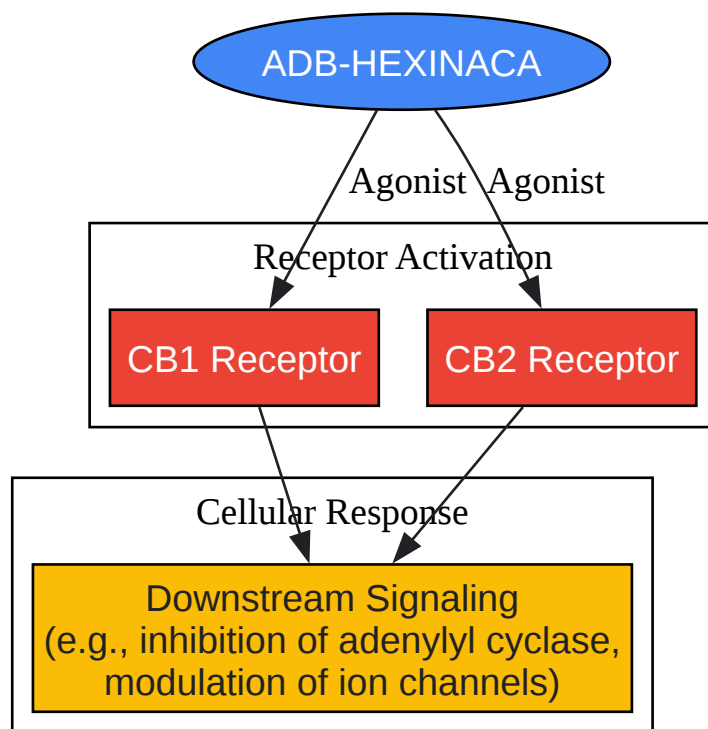 ADB-HEXINACA
Agonist Agonist
Receptor Activation
CB1 Receptor
CB2 Receptor
Cellular Response
Downstream Signaling
(e.g., inhibition of adenylyl cyclase,
modulation of ion channels)